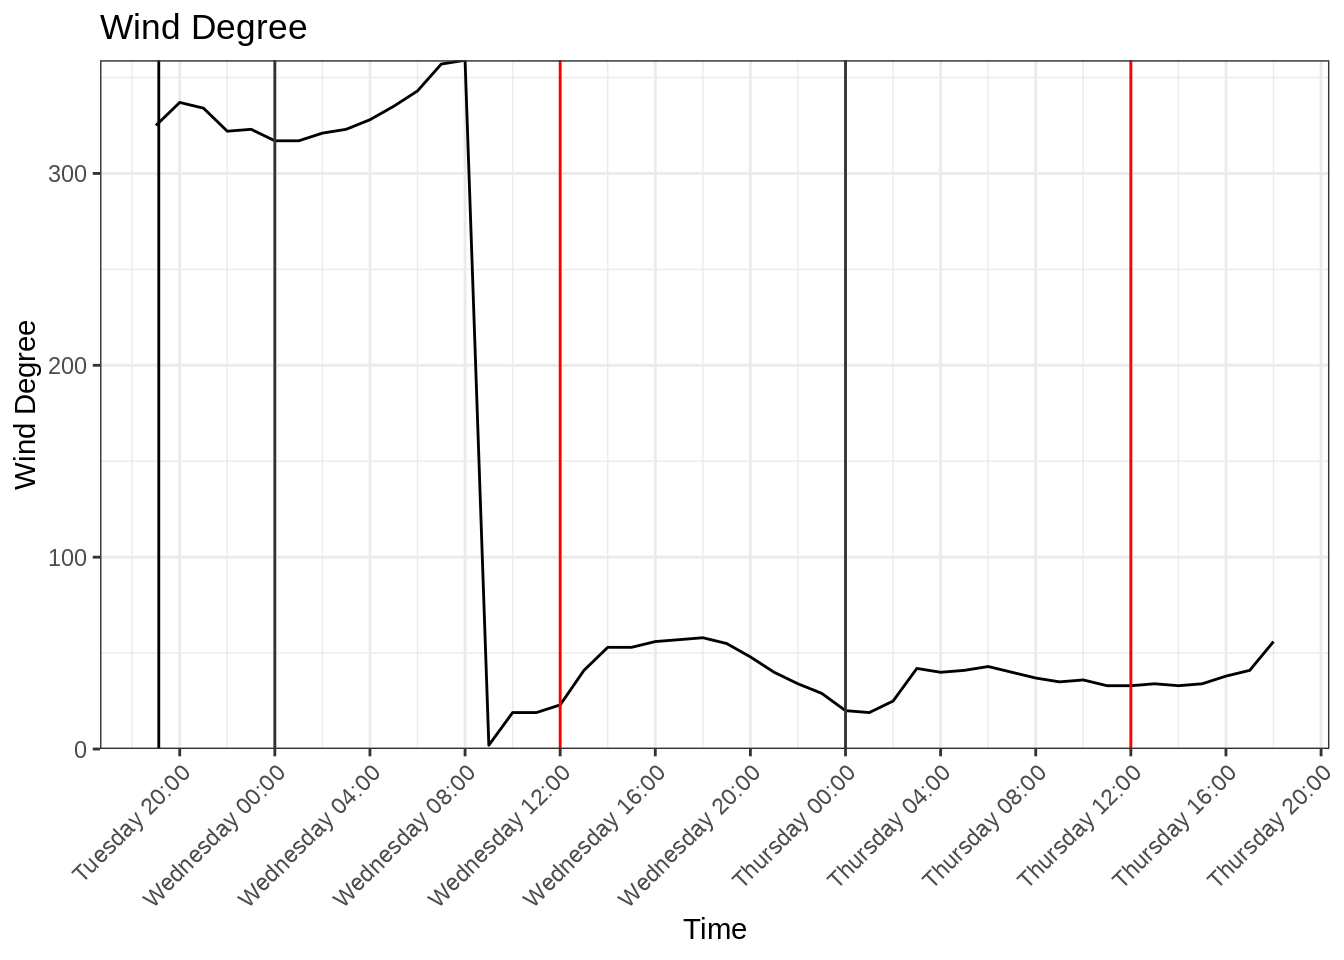 Wind Degree
Wind Degree
300
200
100
0
Tuesday 20:00
Wednesday 00:00
Wednesday 04:00
Wednesday 08:00
Wednesday 12:00
Wednesday 16:00
Wednesday 20:00
Thursday 00:00
Thursday 04:00
Thursday 08:00
Thursday 12:00
Thursday 16:00
Thursday 20:00
Time